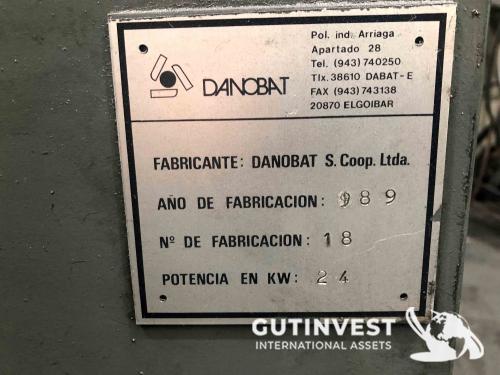 DANOBAT
Pol. ind. Arriaga
Apartado 28
Tel. (943) 740250
Tlx. 38610 DABAT-E
FAX (943) 743138
20870 ELGOIBAR
FABRICANTE: DANOBAT S. Coop. Ltda.
AÑO DE FABRICACION: 989
Nº DE FABRICACION: 18
POTENCIA EN KW: 24
GUTINVEST
INTERNATIONAL ASSETS